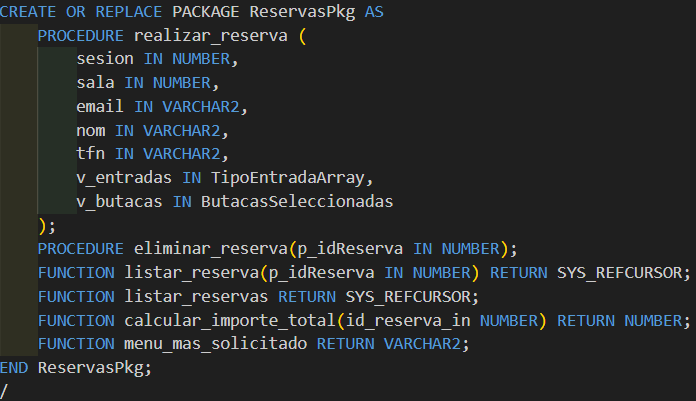 CREATE OR REPLACE PACKAGE ReservasPkg AS
    PROCEDURE realizar_reserva (
        sesion IN NUMBER,
        sala IN NUMBER,
        email IN VARCHAR2,
        nom IN VARCHAR2,
        tfn IN VARCHAR2,
        v_entradas IN TipoEntradaArray,
        v_butacas IN ButacasSeleccionadas
    );
    PROCEDURE eliminar_reserva(p_idReserva IN NUMBER);
    FUNCTION listar_reserva(p_idReserva IN NUMBER) RETURN SYS_REFCURSOR;
    FUNCTION listar_reservas RETURN SYS_REFCURSOR;
    FUNCTION calcular_importe_total(id_reserva_in NUMBER) RETURN NUMBER;
    FUNCTION menu_mas_solicitado RETURN VARCHAR2;
END ReservasPkg;
/